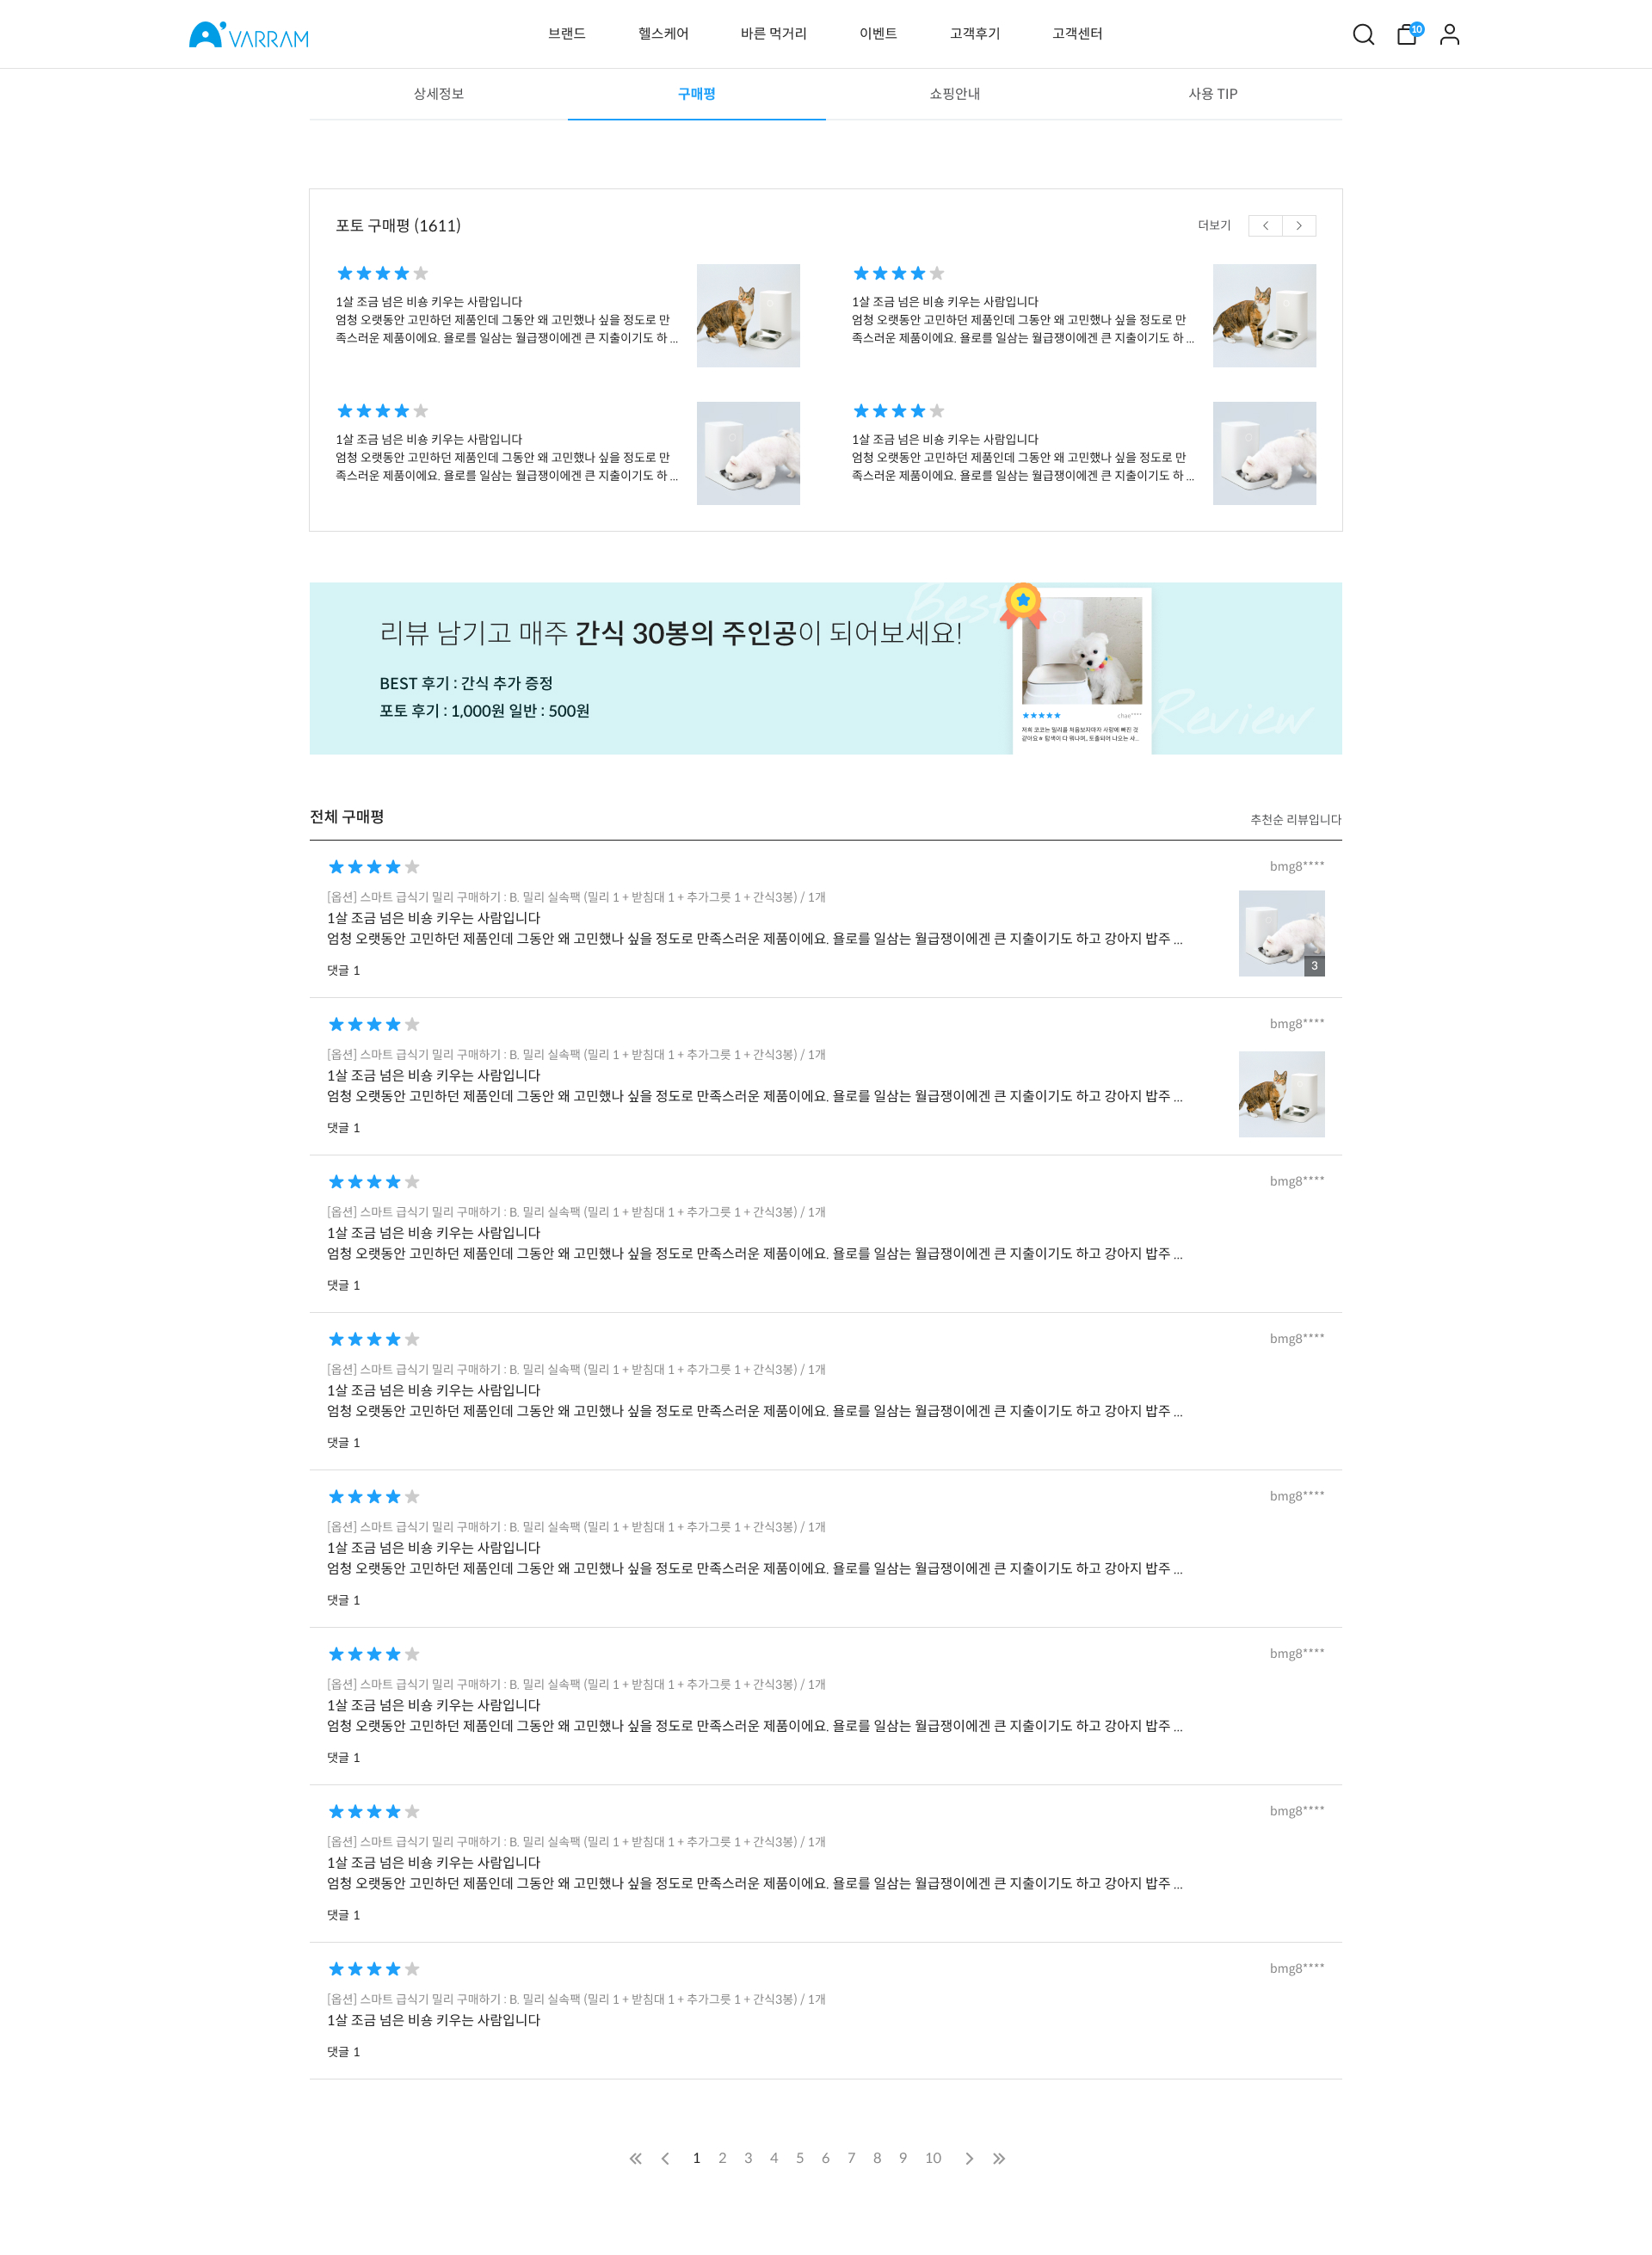 VARRAM
브랜드
헬스케어
바른 먹거리
이벤트
고객후기
고객센터
10
상세정보
구매평
쇼핑안내
사용 TIP
포토 구매평 (1611)
더보기
1살 조금 넘은 비숑 키우는 사람입니다
엄청 오랫동안 고민하던 제품인데 그동안 왜 고민했나 싶을 정도로 만
족스러운 제품이에요. 욜로를 일삼는 월급쟁이에겐 큰 지출이기도 하 ...
1살 조금 넘은 비숑 키우는 사람입니다
엄청 오랫동안 고민하던 제품인데 그동안 왜 고민했나 싶을 정도로 만
족스러운 제품이에요. 욜로를 일삼는 월급쟁이에겐 큰 지출이기도 하 ...
1살 조금 넘은 비숑 키우는 사람입니다
엄청 오랫동안 고민하던 제품인데 그동안 왜 고민했나 싶을 정도로 만
족스러운 제품이에요. 욜로를 일삼는 월급쟁이에겐 큰 지출이기도 하 ...
1살 조금 넘은 비숑 키우는 사람입니다
엄청 오랫동안 고민하던 제품인데 그동안 왜 고민했나 싶을 정도로 만
족스러운 제품이에요. 욜로를 일삼는 월급쟁이에겐 큰 지출이기도 하 ...
리뷰 남기고 매주 간식 30봉의 주인공이 되어보세요!
BEST 후기 : 간식 추가 증정
포토 후기 : 1,000원 일반 : 500원
Best
chae****
저희 코코는 밀리를 처음보자마자 사랑에 빠진 것
Review
전체 구매평
추천순 리뷰입니다
bmg8****
[옵션] 스마트 급식기 밀리 구매하기 : B. 밀리 실속팩 (밀리 1 + 받침대 1 + 추가그릇 1 + 간식3봉) / 1개
1살 조금 넘은 비숑 키우는 사람입니다
엄청 오랫동안 고민하던 제품인데 그동안 왜 고민했나 싶을 정도로 만족스러운 제품이에요. 욜로를 일삼는 월급쟁이에겐 큰 지출이기도 하고 강아지 밥주 ...
3
댓글 1
bmg8****
[옵션] 스마트 급식기 밀리 구매하기 : B. 밀리 실속팩 (밀리 1 + 받침대 1 + 추가그릇 1 + 간식3봉) / 1개
1살 조금 넘은 비숑 키우는 사람입니다
엄청 오랫동안 고민하던 제품인데 그동안 왜 고민했나 싶을 정도로 만족스러운 제품이에요. 욜로를 일삼는 월급쟁이에겐 큰 지출이기도 하고 강아지 밥주 ...
댓글 1
bmg8****
[옵션] 스마트 급식기 밀리 구매하기 : B. 밀리 실속팩 (밀리 1 + 받침대 1 + 추가그릇 1 + 간식3봉) / 1개
1살 조금 넘은 비숑 키우는 사람입니다
엄청 오랫동안 고민하던 제품인데 그동안 왜 고민했나 싶을 정도로 만족스러운 제품이에요. 욜로를 일삼는 월급쟁이에겐 큰 지출이기도 하고 강아지 밥주 ...
댓글 1
bmg8****
[옵션] 스마트 급식기 밀리 구매하기 : B. 밀리 실속팩 (밀리 1 + 받침대 1 + 추가그릇 1 + 간식3봉) / 1개
1살 조금 넘은 비숑 키우는 사람입니다
엄청 오랫동안 고민하던 제품인데 그동안 왜 고민했나 싶을 정도로 만족스러운 제품이에요. 욜로를 일삼는 월급쟁이에겐 큰 지출이기도 하고 강아지 밥주 ...
댓글 1
bmg8****
[옵션] 스마트 급식기 밀리 구매하기 : B. 밀리 실속팩 (밀리 1 + 받침대 1 + 추가그릇 1 + 간식3봉) / 1개
1살 조금 넘은 비숑 키우는 사람입니다
엄청 오랫동안 고민하던 제품인데 그동안 왜 고민했나 싶을 정도로 만족스러운 제품이에요. 욜로를 일삼는 월급쟁이에겐 큰 지출이기도 하고 강아지 밥주 ...
댓글 1
bmg8****
[옵션] 스마트 급식기 밀리 구매하기 : B. 밀리 실속팩 (밀리 1 + 받침대 1 + 추가그릇 1 + 간식3봉) / 1개
1살 조금 넘은 비숑 키우는 사람입니다
엄청 오랫동안 고민하던 제품인데 그동안 왜 고민했나 싶을 정도로 만족스러운 제품이에요. 욜로를 일삼는 월급쟁이에겐 큰 지출이기도 하고 강아지 밥주 ...
댓글 1
bmg8****
[옵션] 스마트 급식기 밀리 구매하기 : B. 밀리 실속팩 (밀리 1 + 받침대 1 + 추가그릇 1 + 간식3봉) / 1개
1살 조금 넘은 비숑 키우는 사람입니다
엄청 오랫동안 고민하던 제품인데 그동안 왜 고민했나 싶을 정도로 만족스러운 제품이에요. 욜로를 일삼는 월급쟁이에겐 큰 지출이기도 하고 강아지 밥주 ...
댓글 1
bmg8****
[옵션] 스마트 급식기 밀리 구매하기 : B. 밀리 실속팩 (밀리 1 + 받침대 1 + 추가그릇 1 + 간식3봉) / 1개
1살 조금 넘은 비숑 키우는 사람입니다
댓글 1
1 2 3 4 5 6 7 8 9 10